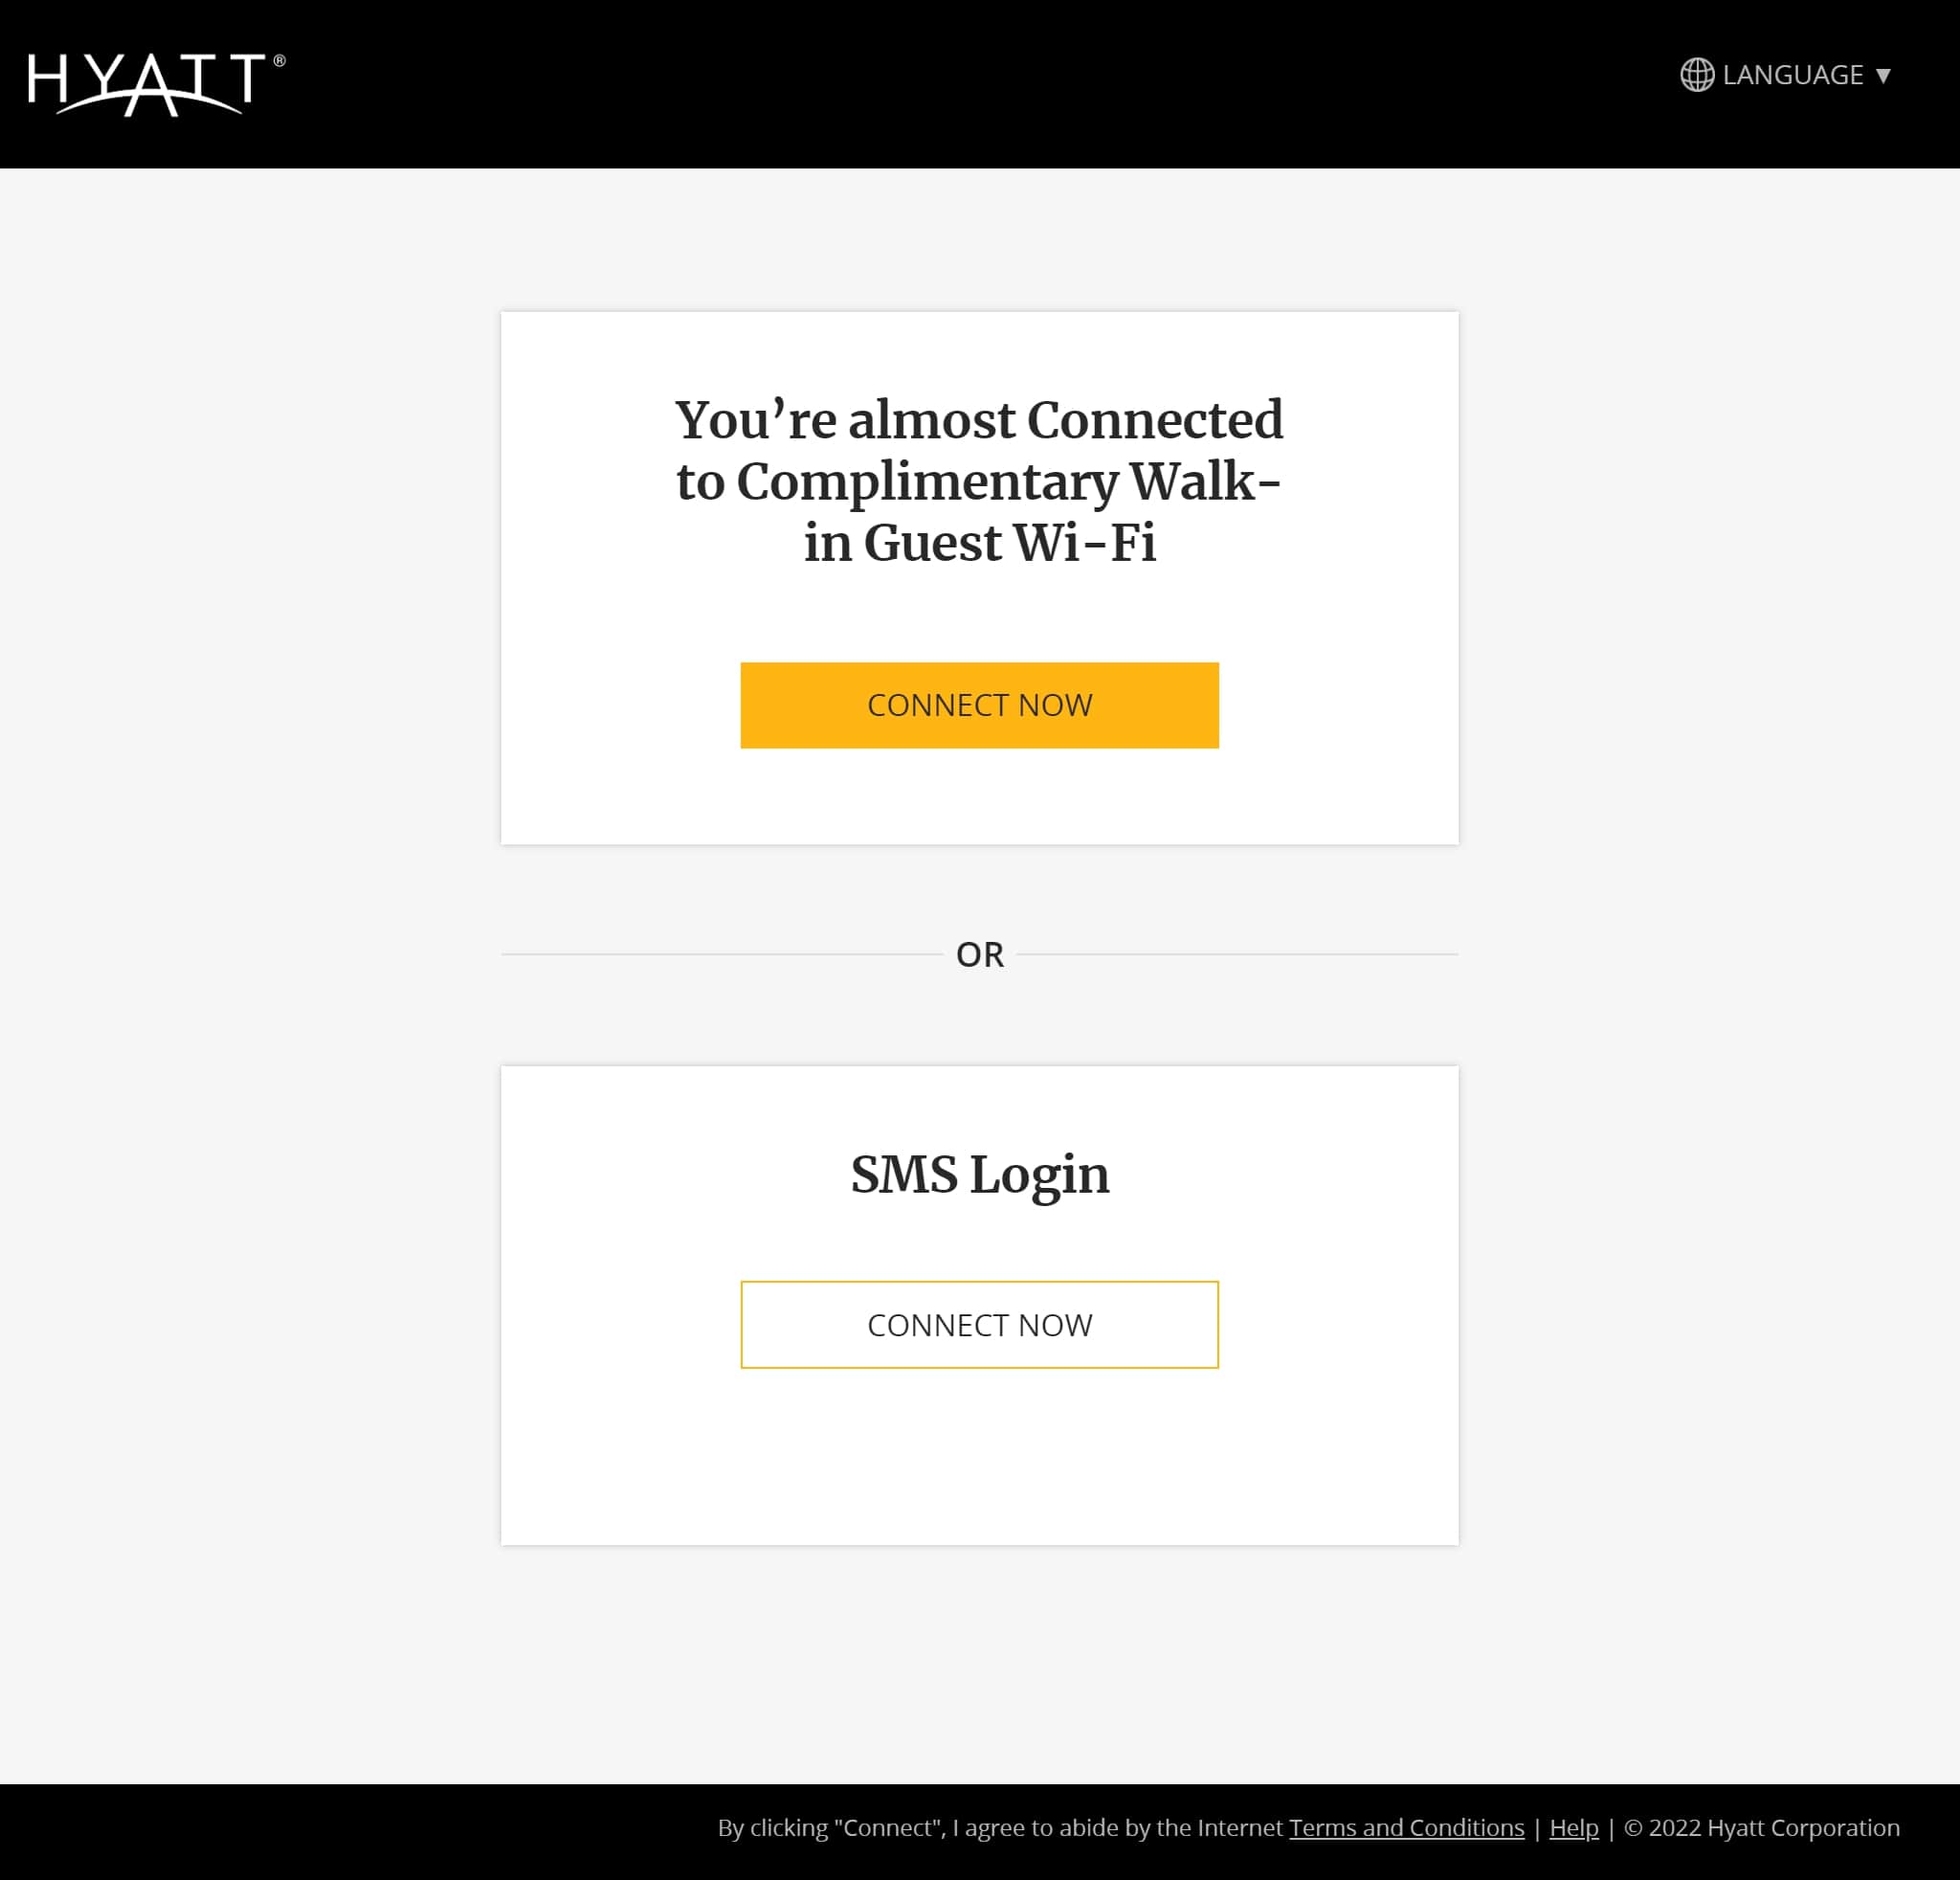 HYATT®
LANGUAGE ▼
You’re almost Connected
to Complimentary Walk-
in Guest Wi-Fi
CONNECT NOW
OR
SMS Login
CONNECT NOW
By clicking "Connect", I agree to abide by the Internet Terms and Conditions | Help | © 2022 Hyatt Corporation